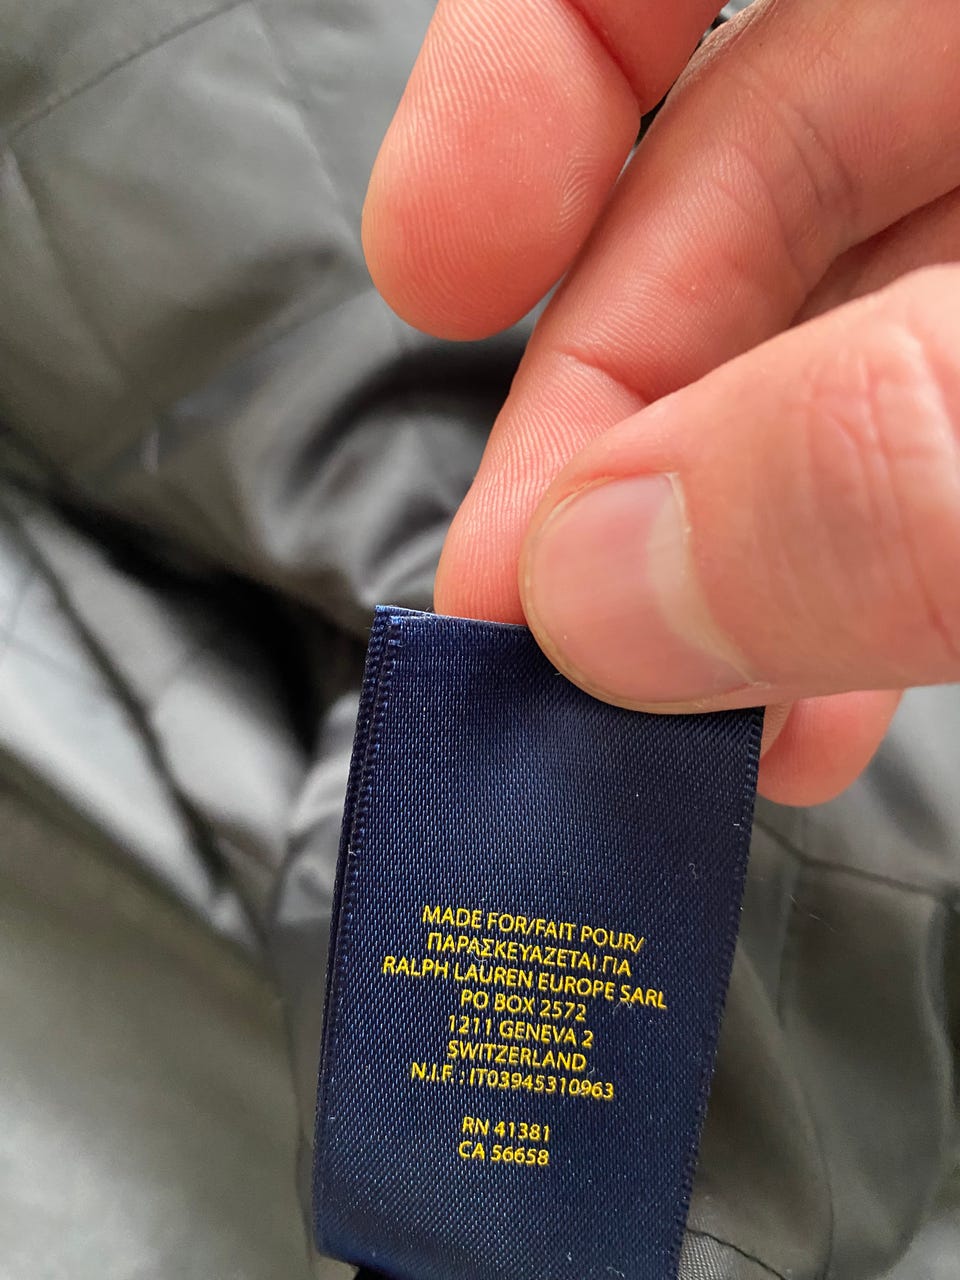 MADE FOR/FAIT POUR/
ΠΑΡΑΣΚΕΥΑΖΕΤΑΙ ΓΙΑ
RALPH LAUREN EUROPE SARL
PO BOX 2572
1211 GENEVA 2
SWITZERLAND
N.I.F. : IT03945310963
RN 41381
CA 56658